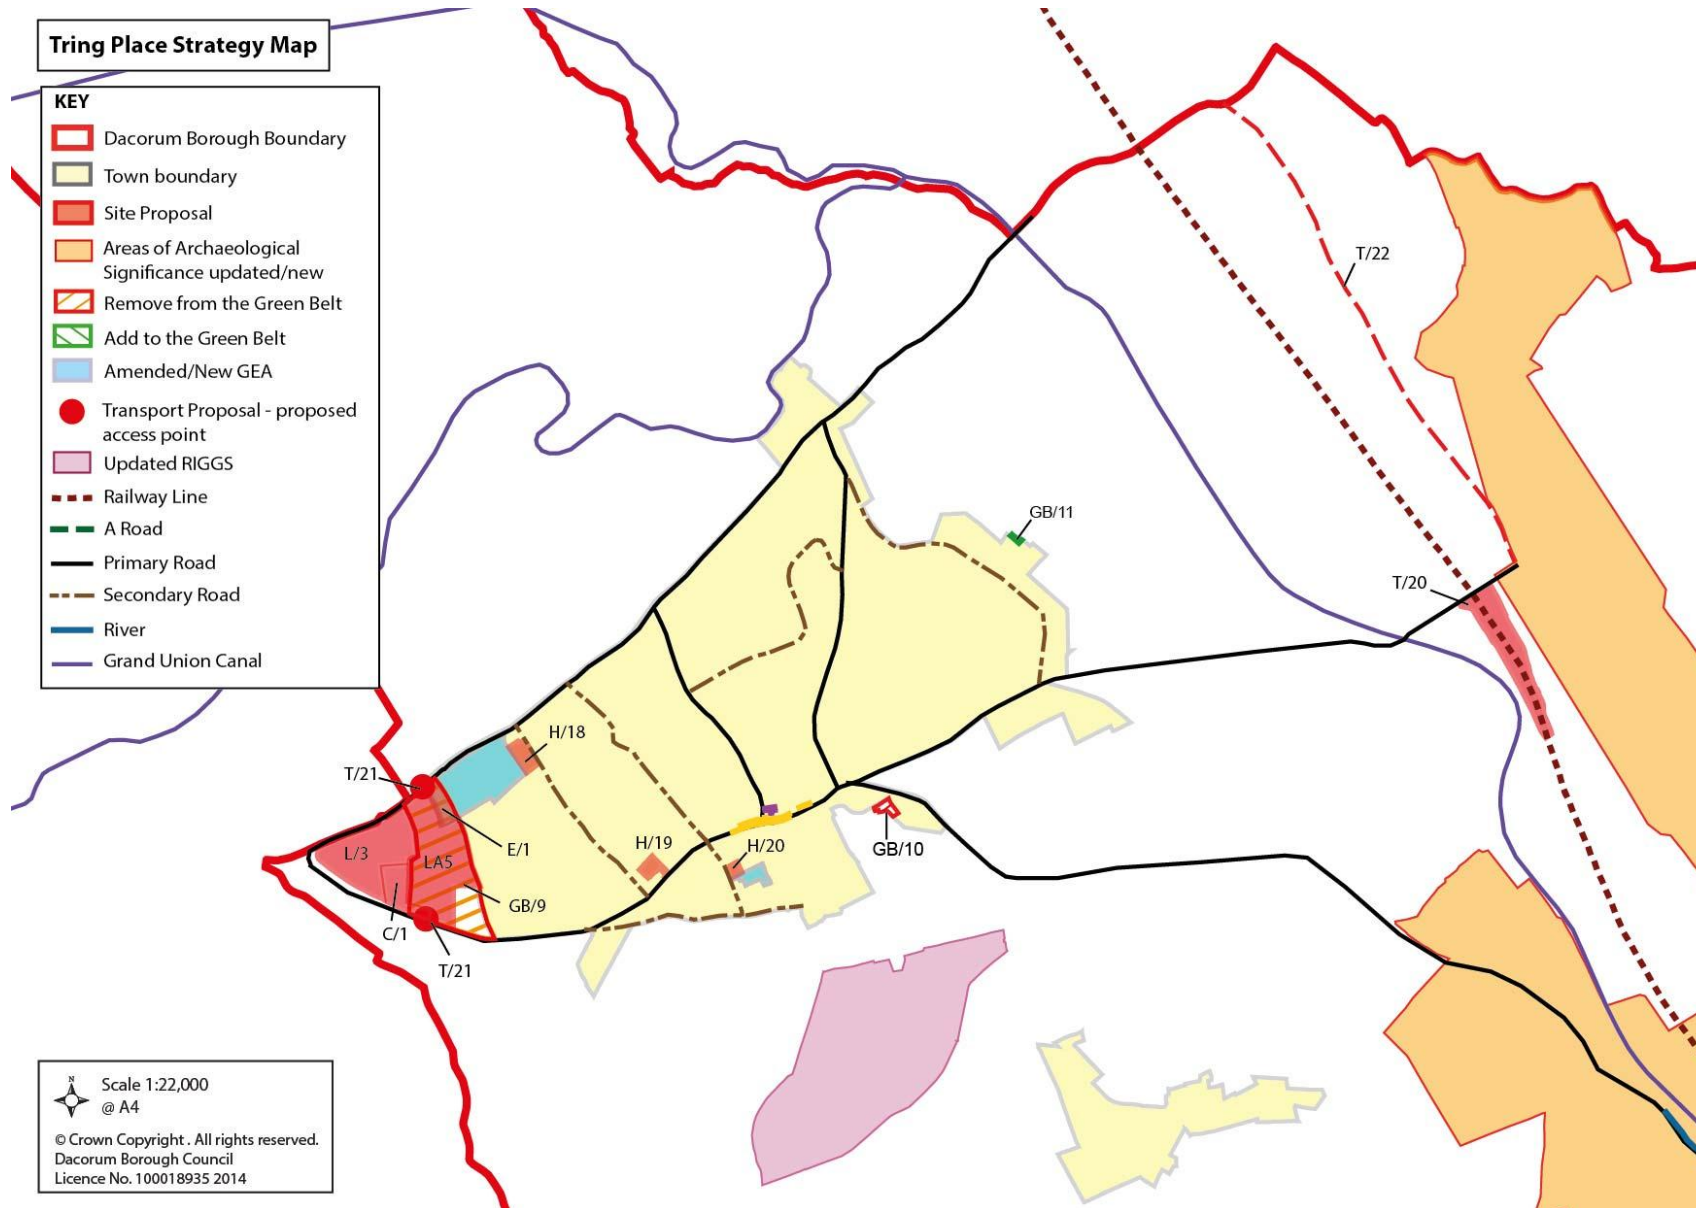 Tring Place Strategy Map
KEY
Dacorum Borough Boundary
Town boundary
Site Proposal
Areas of Archaeological
Significance updated/new
Remove from the Green Belt
Add to the Green Belt
Amended/New GEA
Transport Proposal - proposed
access point
Updated RIGGS
Railway Line
A Road
Primary Road
Secondary Road
River
Grand Union Canal
T/22
GB/11
T/20
H/18
T/21
H/19
H/20
E/1
GB/10
L/3
LA5
GB/9
C/1
T/21
N
Scale 1:22,000
@ A4
© Crown Copyright . All rights reserved.
Dacorum Borough Council
Licence No. 100018935 2014